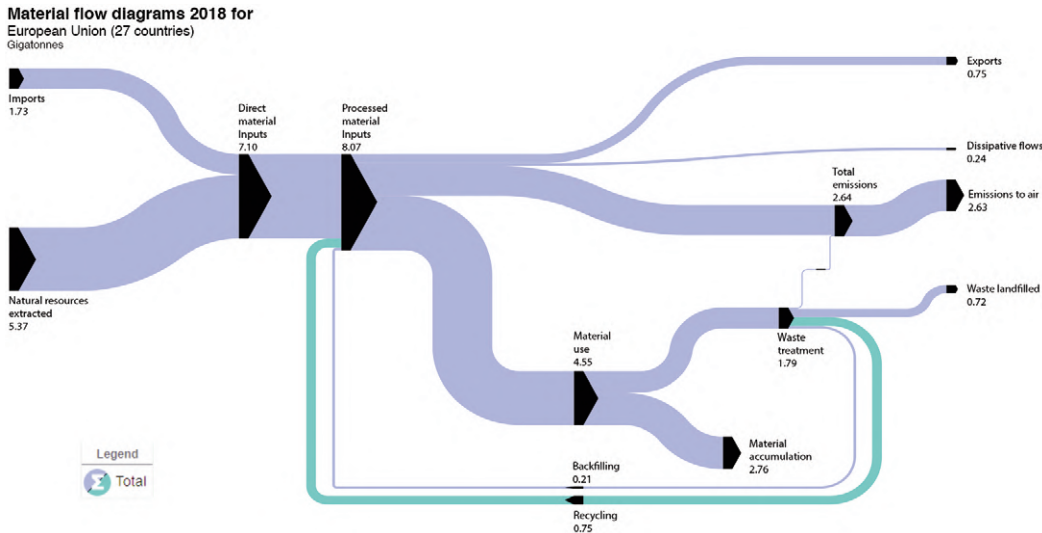 Material flow diagrams 2018 for
European Union (27 countries)
Gigatonnes
Imports
1.73
Natural resources
extracted
5.37
Direct
material
Inputs
7.10
Processed
material
Inputs
8.07
Exports
0.75
Dissipative flows
0.24
Total
emissions
2.64
Emissions to air
2.63
Waste landfilled
0.72
Material
use
4.55
Waste
treatment
1.79
Material
accumulation
2.76
Backfilling
0.21
Recycling
0.75
Legend
Σ Total